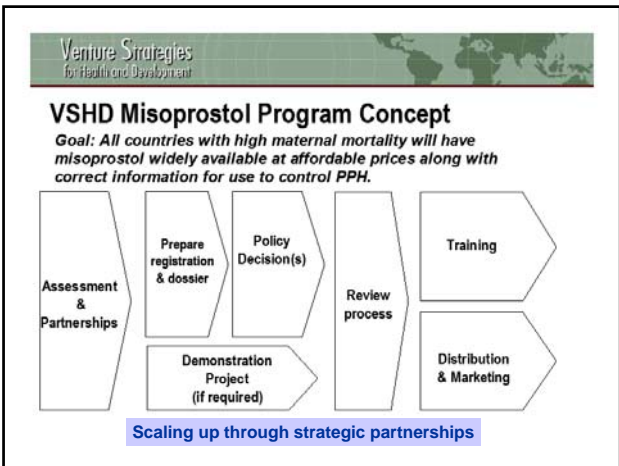 Venture Strategies
for Health and Development
VSHD Misoprostol Program Concept
Goal: All countries with high maternal mortality will have
misoprostol widely available at affordable prices along with
correct information for use to control PPH.
Assessment
&
Partnerships
Prepare
registration
& dossier
Policy
Decision(s)
Demonstration
Project
(if required)
Review
process
Training
Distribution
& Marketing
Scaling up through strategic partnerships